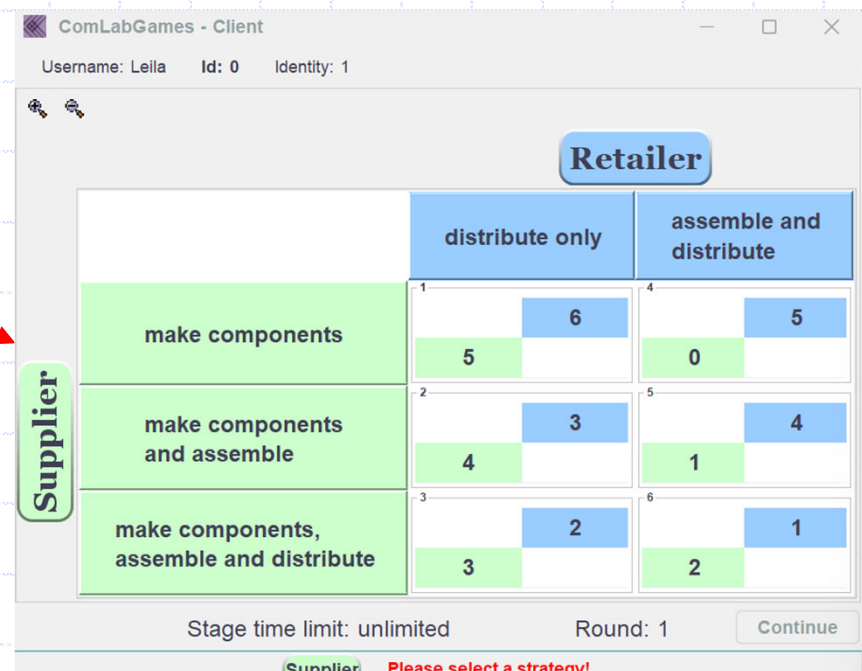 ComLabGames - Client
Username: Leila Id: 0 Identity: 1
Retailer
distribute only
assemble and
distribute
Supplier
make components
1
6
5
4
5
0
make components
and assemble
2
3
4
5
4
1
make components,
assemble and distribute
3
2
3
6
1
2
Stage time limit: unlimited Round: 1 Continue
Supplier Please select a strategy!